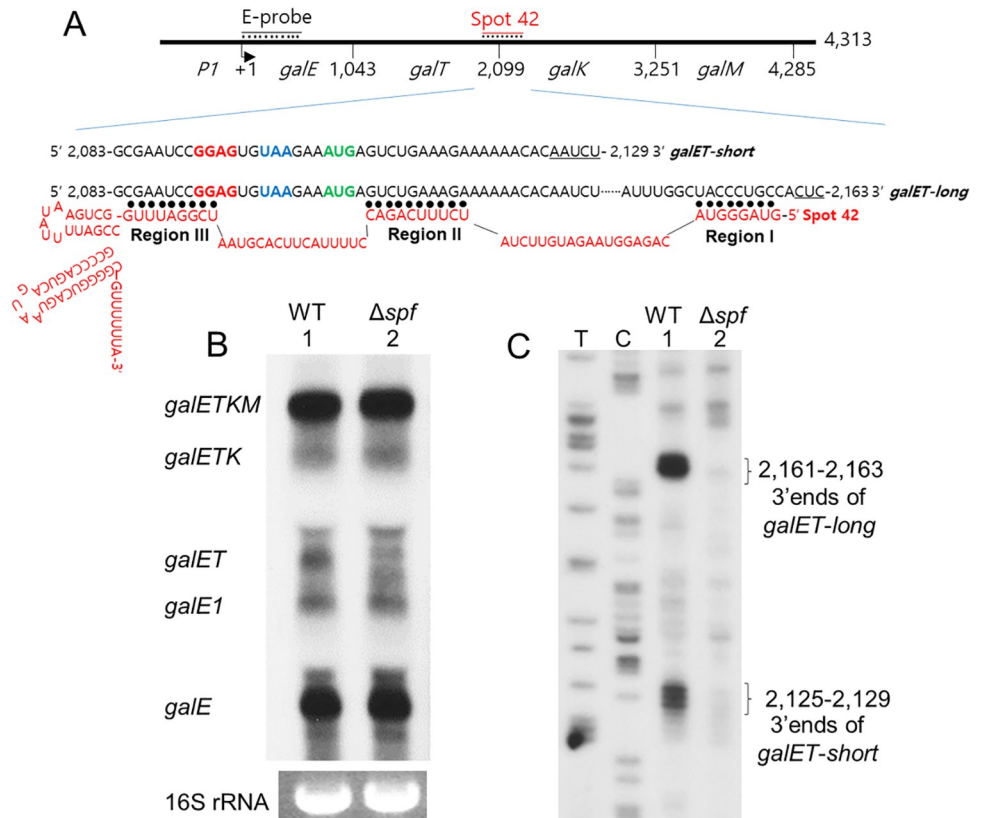 A
E-probe
Spot 42
4,313
P1 +1 galE 1,043 galT 2,099 galK 3,251 galM 4,285
5' 2,083-GCGAAUCCGGAGUGUAAGAAAUGAGUCUGAAAGAAAAAACACAAUCU- 2,129 3' galET-short
5' 2,083-GCGAAUCCGGAGUGUAAGAAAUGAGUCUGAAAGAAAAAACACAAUCU·····AUUUGGCUACCCUGCCACUC-2,163 3' galET-long
AGUCG -GUUUAGGCU CAGACUUUCU AUGGGAUG-5' Spot 42
U A U A U U
AUUUAGCC Region III Region II Region I
AAUGCACUUCAUUUUC AUCUUGUAGAAUGGAGAC
GUUUUUUUA-3'
B
WT Δspf
1 2
galETKM
galETK
galET
galE1
galE
16S rRNA
C
WT Δspf
T C 1 2
2,161-2,163
3'ends of
galET-long
2,125-2,129
3'ends of
galET-short